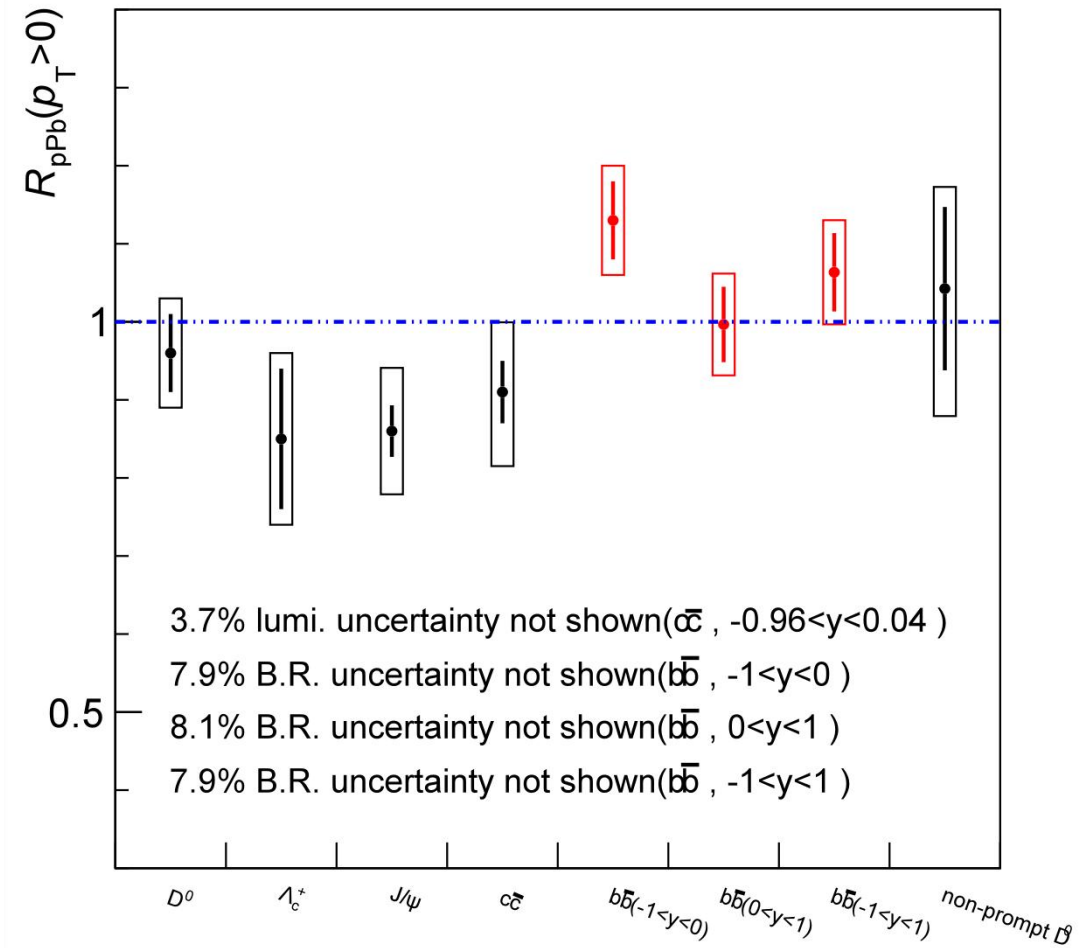 R_pPb(p_T>0)
1
3.7% lumi. uncertainty not shown(cc̄ , -0.96<y<0.04 )
7.9% B.R. uncertainty not shown(bb̄ , -1<y<0 )
0.5
8.1% B.R. uncertainty not shown(bb̄ , 0<y<1 )
7.9% B.R. uncertainty not shown(bb̄ , -1<y<1 )
D⁰
Λ_c^+
J/ψ
cc̄
bb̄(-1<y<0)
bb̄(0<y<1)
bb̄(-1<y<1)
non-prompt D⁰